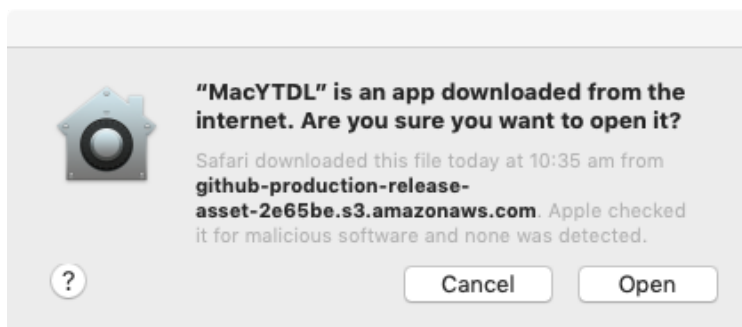 “MacYTDL” is an app downloaded from the
internet. Are you sure you want to open it?
Safari downloaded this file today at 10:35 am from
github-production-release-
asset-2e65be.s3.amazonaws.com. Apple checked
it for malicious software and none was detected.
?
Cancel
Open